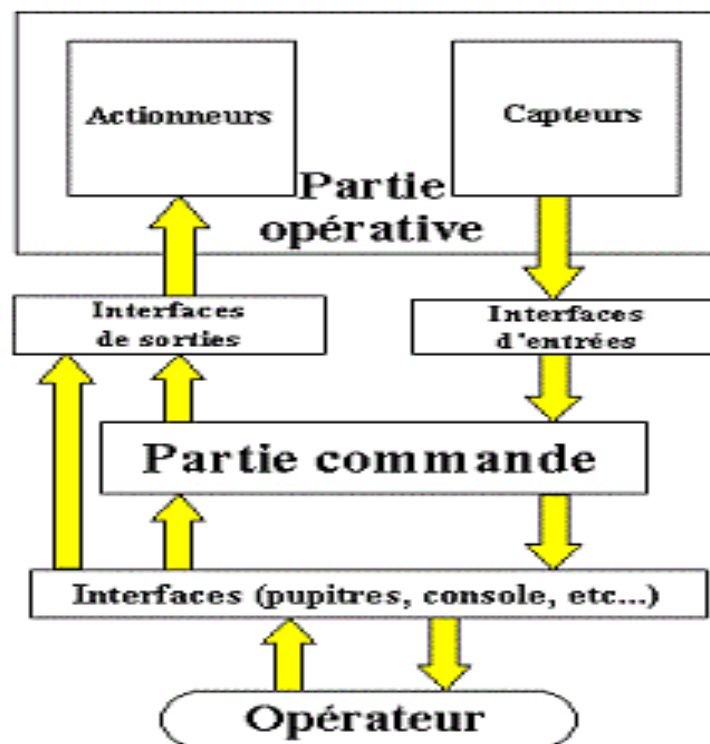 Actionneurs
Capteurs
Partie
opérative
Interfaces
de sorties
Interfaces
d'entrées
Partie commande
Interfaces (pupitres, console, etc...)
Opérateur